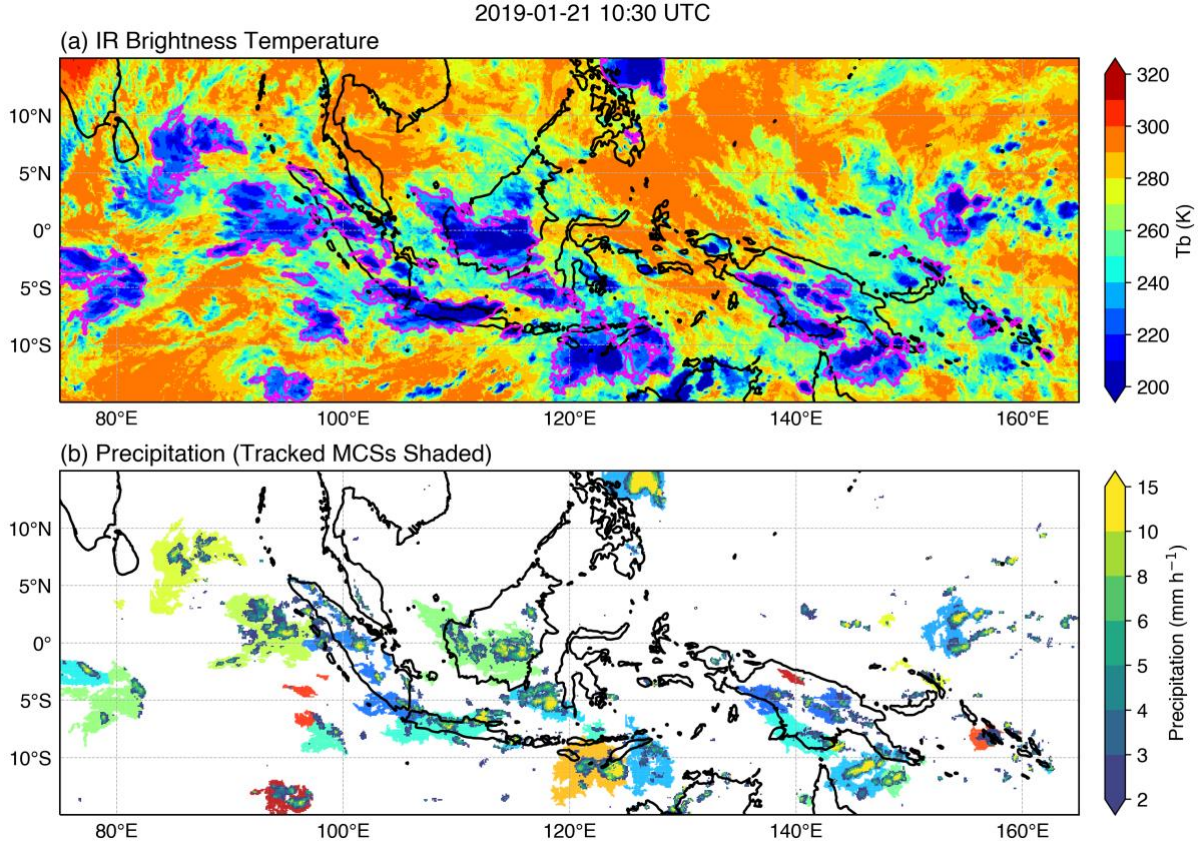 2019-01-21 10:30 UTC
(a) IR Brightness Temperature
10°N
5°N
0°
5°S
10°S
80°E 100°E 120°E 140°E 160°E
320
300
280
260
240
220
200
Tb (K)
(b) Precipitation (Tracked MCSs Shaded)
10°N
5°N
0°
5°S
10°S
80°E 100°E 120°E 140°E 160°E
15
10
8
6
5
4
3
2
Precipitation (mm h⁻¹)